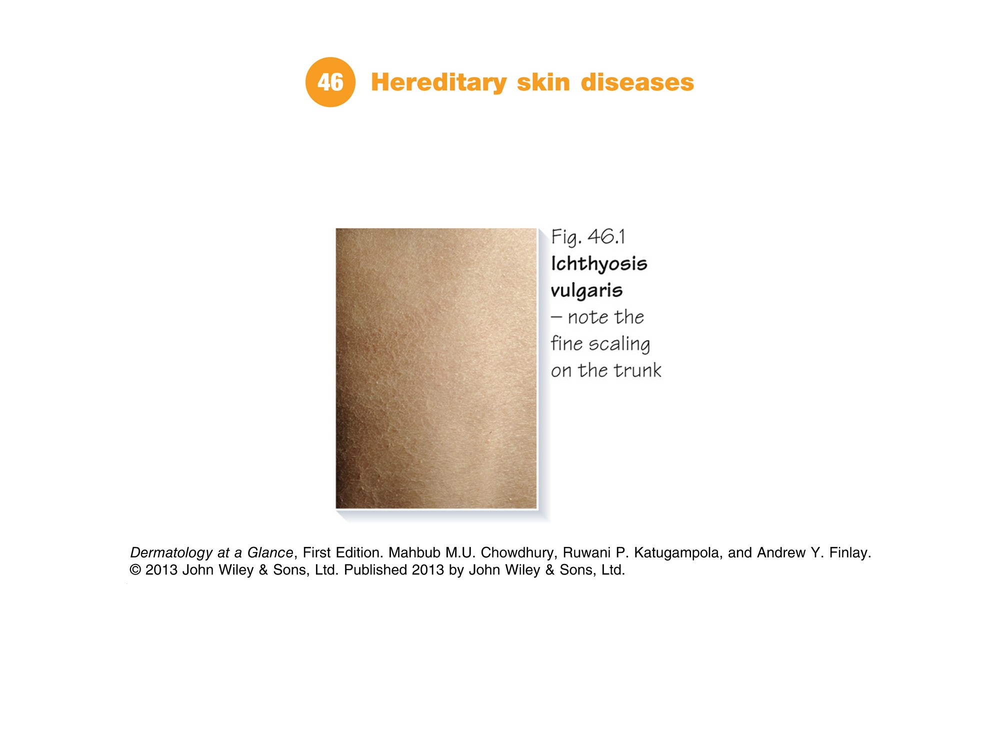 46 Hereditary skin diseases
Fig. 46.1
Ichthyosis
vulgaris
– note the
fine scaling
on the trunk
Dermatology at a Glance, First Edition. Mahbub M.U. Chowdhury, Ruwani P. Katugampola, and Andrew Y. Finlay.
© 2013 John Wiley & Sons, Ltd. Published 2013 by John Wiley & Sons, Ltd.